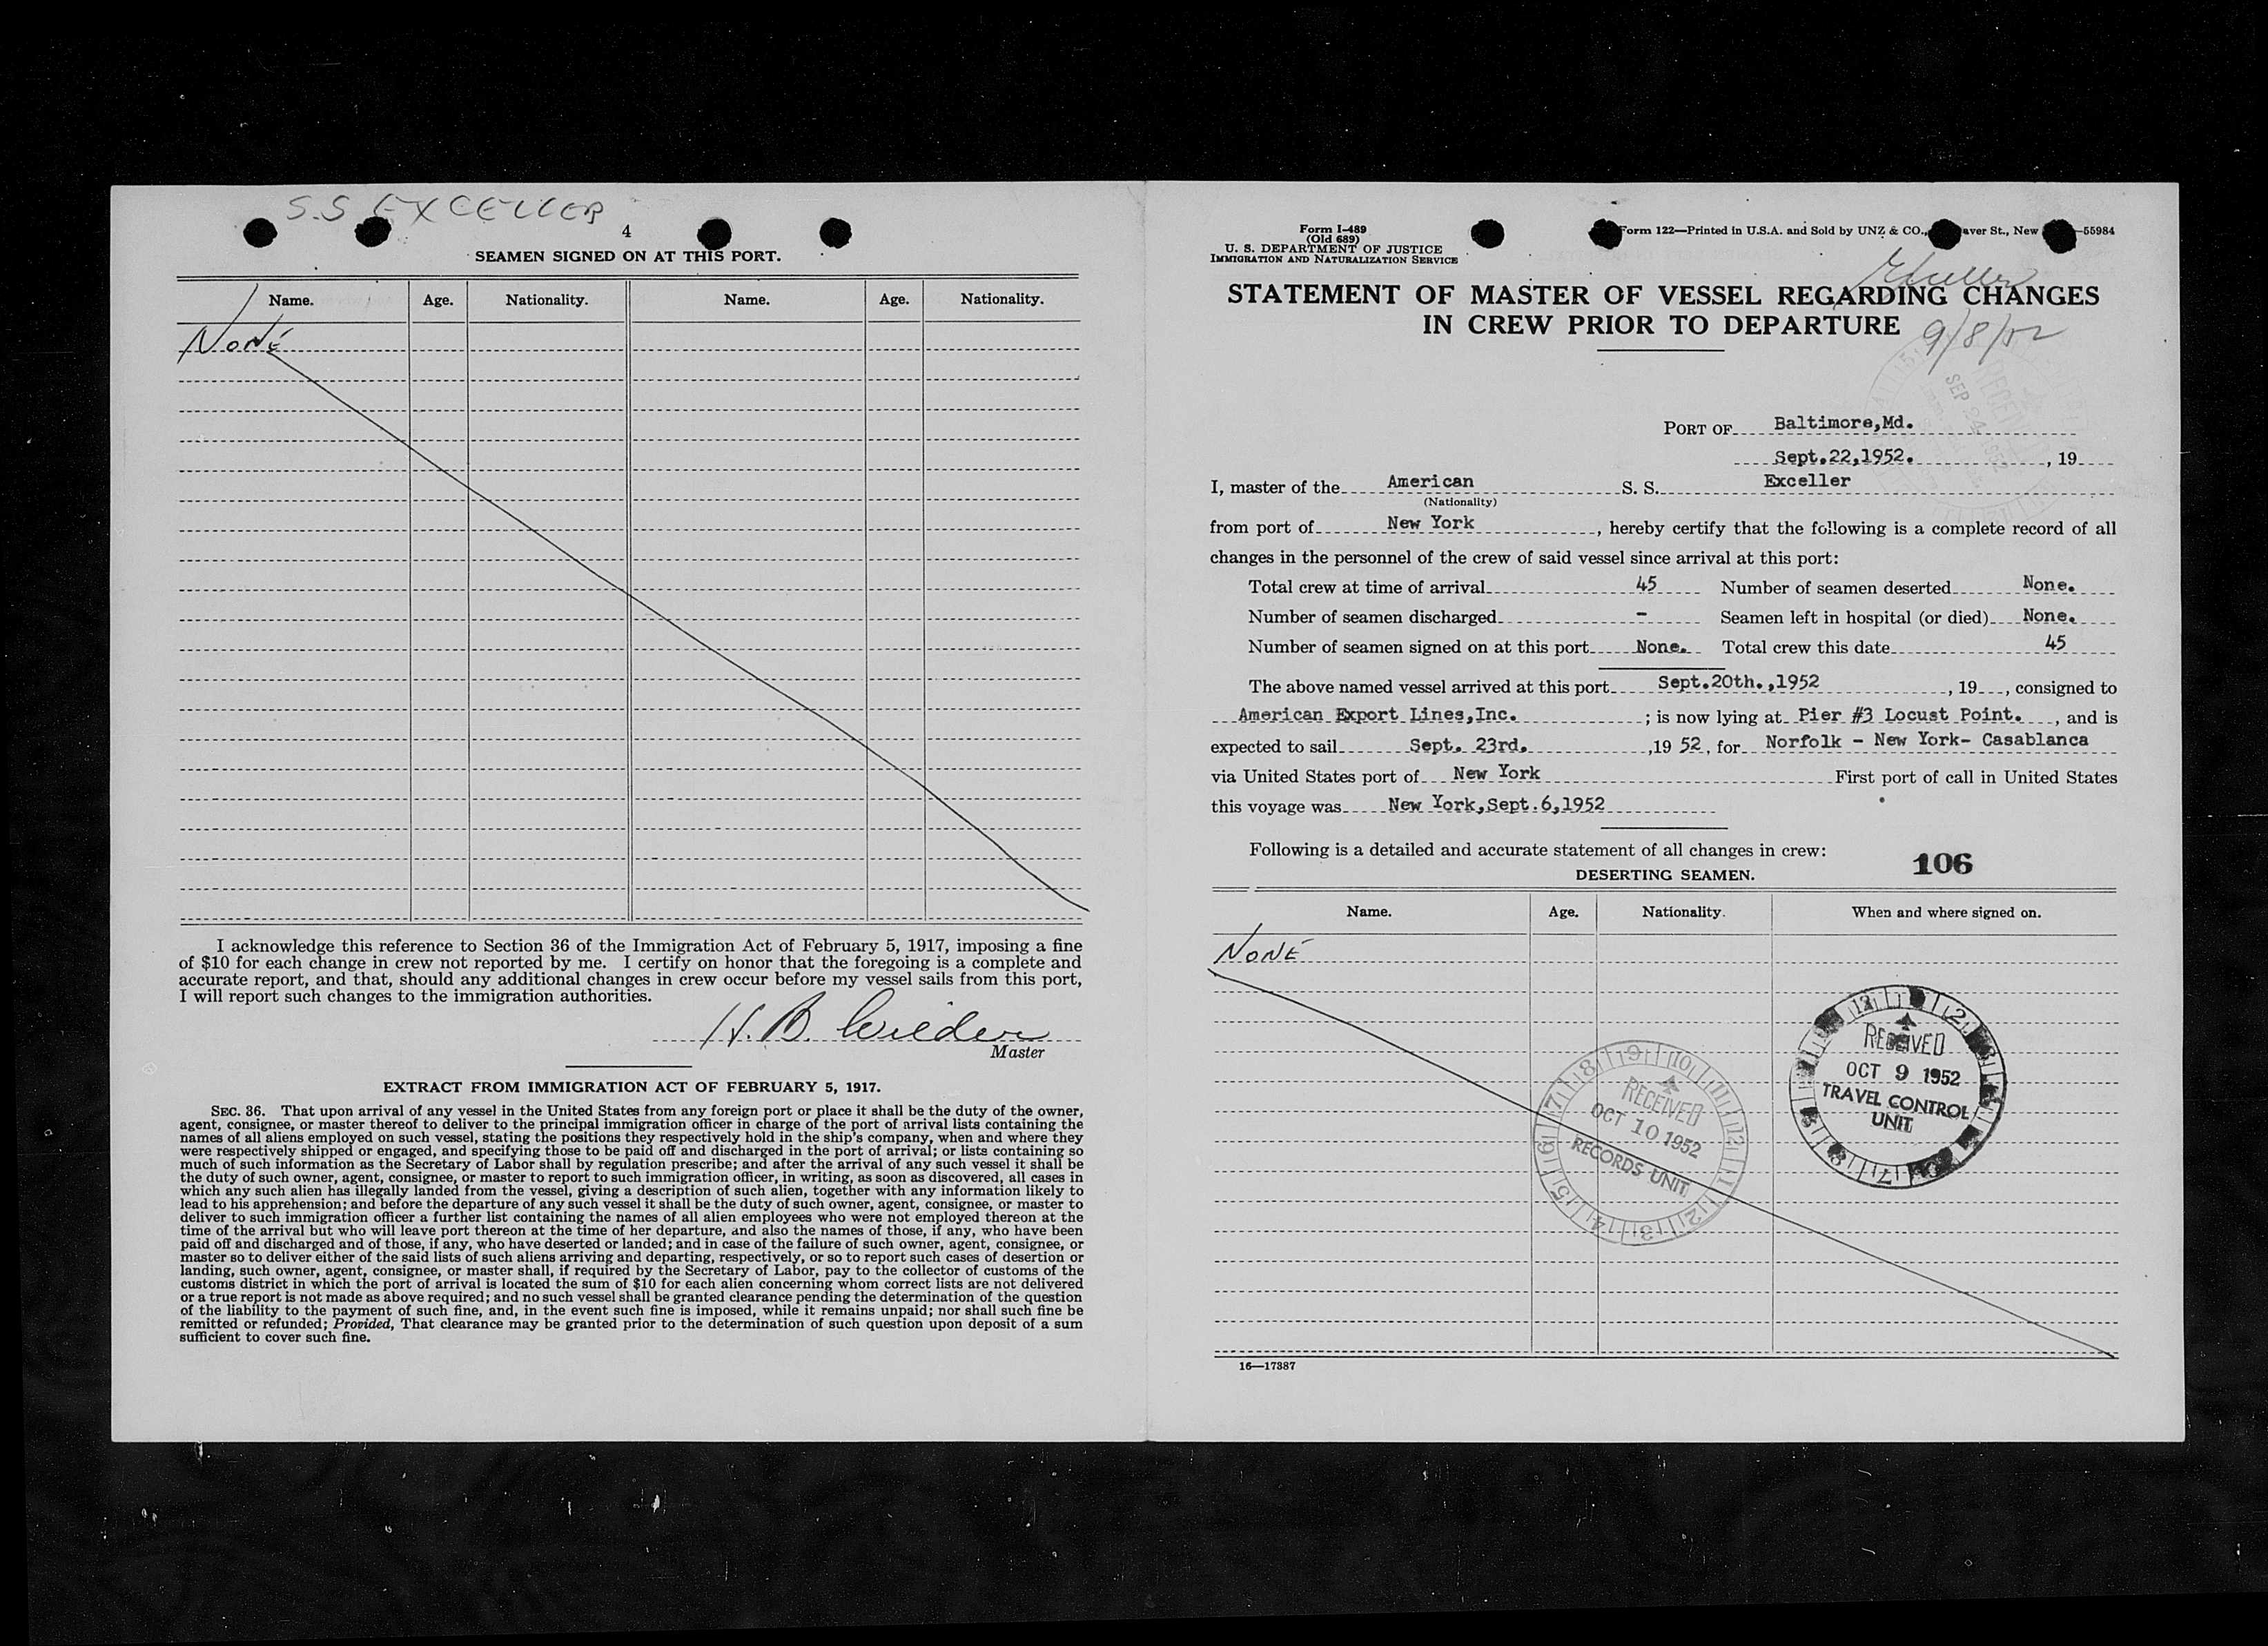 S.S EXCELLER
4
SEAMEN SIGNED ON AT THIS PORT.
Name. Age. Nationality. Name. Age. Nationality.
None
I acknowledge this reference to Section 36 of the Immigration Act of February 5, 1917, imposing a fine
of $10 for each change in crew not reported by me. I certify on honor that the foregoing is a complete and
accurate report, and that, should any additional changes in crew occur before my vessel sails from this port,
I will report such changes to the immigration authorities.
H. B. Wieder
Master
EXTRACT FROM IMMIGRATION ACT OF FEBRUARY 5, 1917.
SEC. 36. That upon arrival of any vessel in the United States from any foreign port or place it shall be the duty of the owner,
agent, consignee, or master thereof to deliver to the principal immigration officer in charge of the port of arrival lists containing the
names of all aliens employed on such vessel, stating the positions they respectively hold in the ship's company, when and where they
were respectively shipped or engaged, and specifying those to be paid off and discharged in the port of arrival; or lists containing so
much of such information as the Secretary of Labor shall by regulation prescribe; and after the arrival of any such vessel it shall be
the duty of such owner, agent, consignee, or master to report to such immigration officer, in writing, as soon as discovered, all cases in
which any such alien has illegally landed from the vessel, giving a description of such alien, together with any information likely to
lead to his apprehension; and before the departure of any such vessel it shall be the duty of such owner, agent, consignee, or master to
deliver to such immigration officer a further list containing the names of all alien employees who were not employed thereon at the
time of the arrival but who will leave port thereon at the time of her departure, and also the names of those, if any, who have been
paid off and discharged and of those, if any, who have deserted or landed; and in case of the failure of such owner, agent, consignee, or
master so to deliver either of the said lists of such aliens arriving and departing, respectively, or so to report such cases of desertion or
landing, such owner, agent, consignee, or master shall, if required by the Secretary of Labor, pay to the collector of customs of the
customs district in which the port of arrival is located the sum of $10 for each alien concerning whom correct lists are not delivered
or a true report is not made as above required; and no such vessel shall be granted clearance pending the determination of the question
of the liability to the payment of such fine, and, in the event such fine is imposed, while it remains unpaid; nor shall such fine be
remitted or refunded; Provided, That clearance may be granted prior to the determination of such question upon deposit of a sum
sufficient to cover such fine.
Form I-489
(Old 689)
U. S. DEPARTMENT OF JUSTICE
IMMIGRATION AND NATURALIZATION SERVICE
Form 122—Printed in U.S.A. and Sold by UNZ & CO., aver St., New —55984
STATEMENT OF MASTER OF VESSEL REGARDING CHANGES
IN CREW PRIOR TO DEPARTURE
9/8/52
PORT OF Baltimore,Md.
Sept.22,1952. , 19
I, master of the American S. S. Exceller
(Nationality)
from port of New York , hereby certify that the following is a complete record of all
changes in the personnel of the crew of said vessel since arrival at this port:
Total crew at time of arrival 45 Number of seamen deserted None.
Number of seamen discharged - Seamen left in hospital (or died) None.
Number of seamen signed on at this port None. Total crew this date 45
The above named vessel arrived at this port Sept.20th.,1952 , 19 , consigned to
American Export Lines,Inc. ; is now lying at Pier #3 Locust Point. , and is
expected to sail Sept. 23rd. ,19 52, for Norfolk - New York- Casablanca
via United States port of New York First port of call in United States
this voyage was New York,Sept.6,1952
Following is a detailed and accurate statement of all changes in crew:
106
DESERTING SEAMEN.
Name. Age. Nationality. When and where signed on.
None
RECEIVED
OCT 9 1952
TRAVEL CONTROL
UNIT
RECEIVED
OCT 10 1952
RECORDS UNIT
16—17387